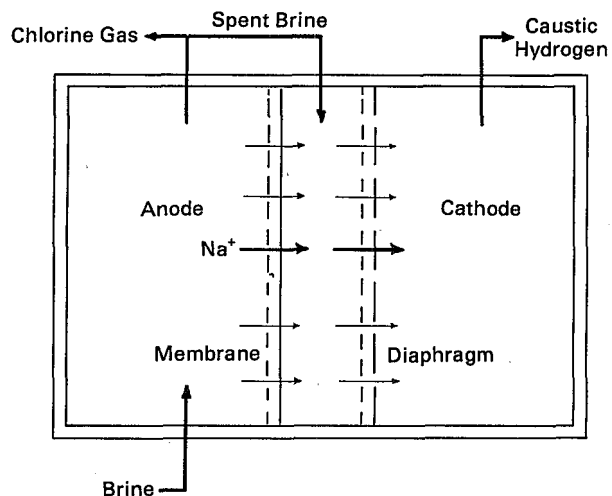 Spent Brine
Chlorine Gas
Caustic
Hydrogen
Anode
Cathode
Na+
Membrane
Diaphragm
Brine